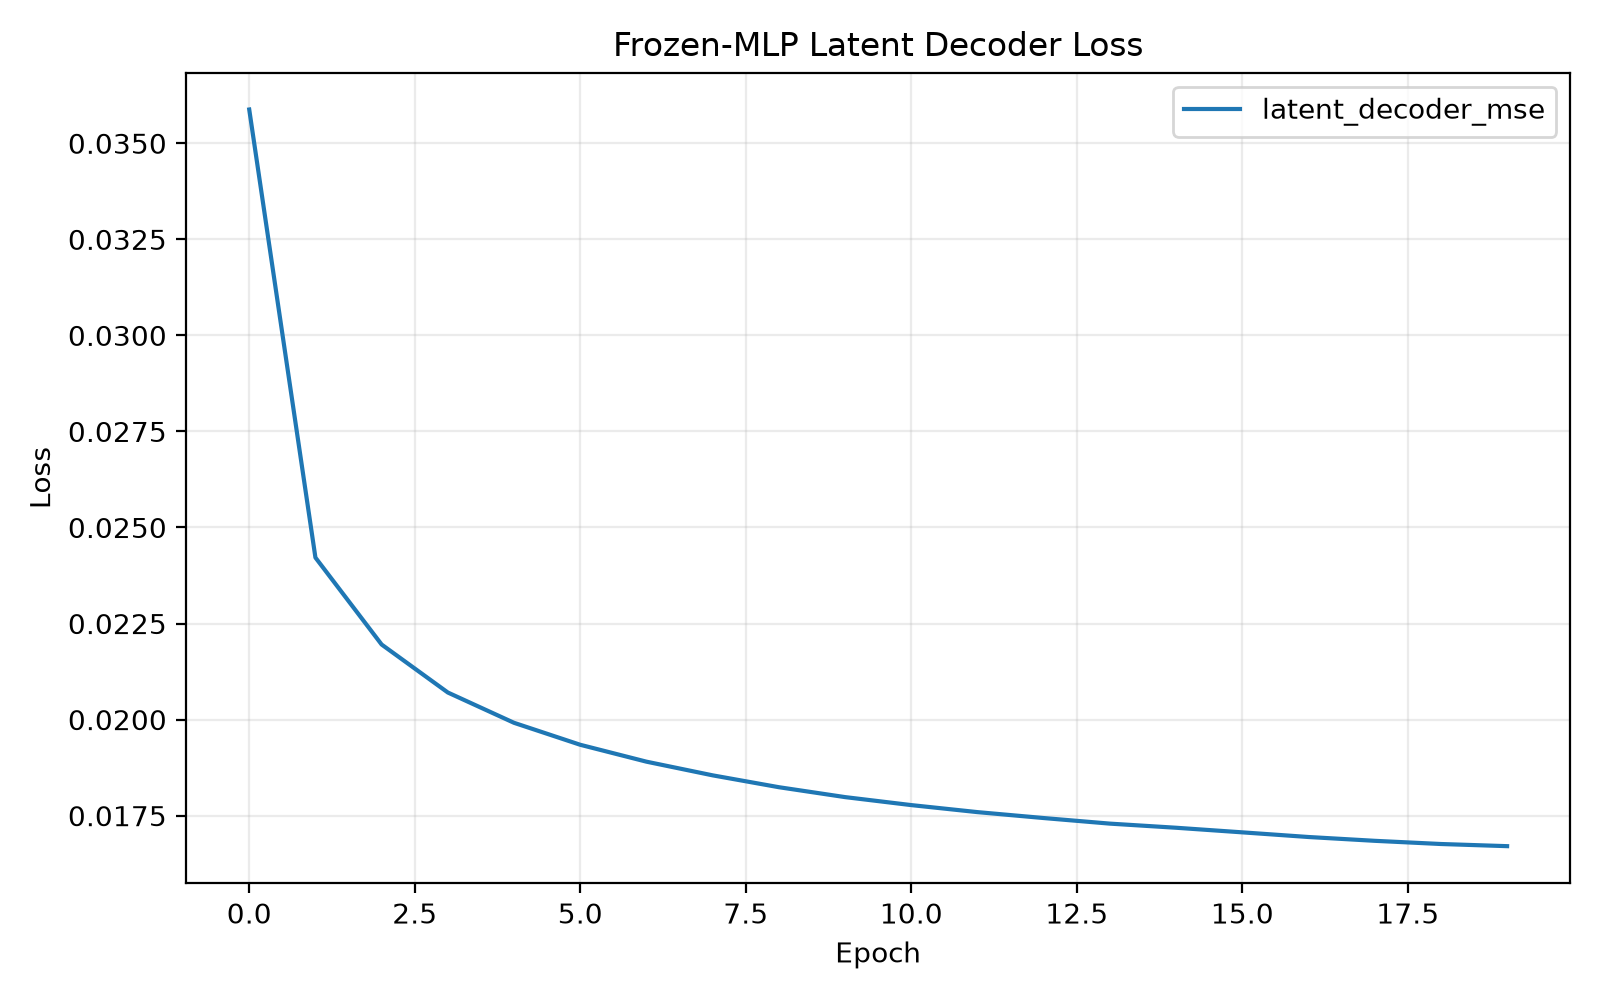 Frozen-MLP Latent Decoder Loss
latent_decoder_mse
0.0350
0.0325
0.0300
0.0275
0.0250
0.0225
0.0200
0.0175
Loss
0.0 2.5 5.0 7.5 10.0 12.5 15.0 17.5
Epoch